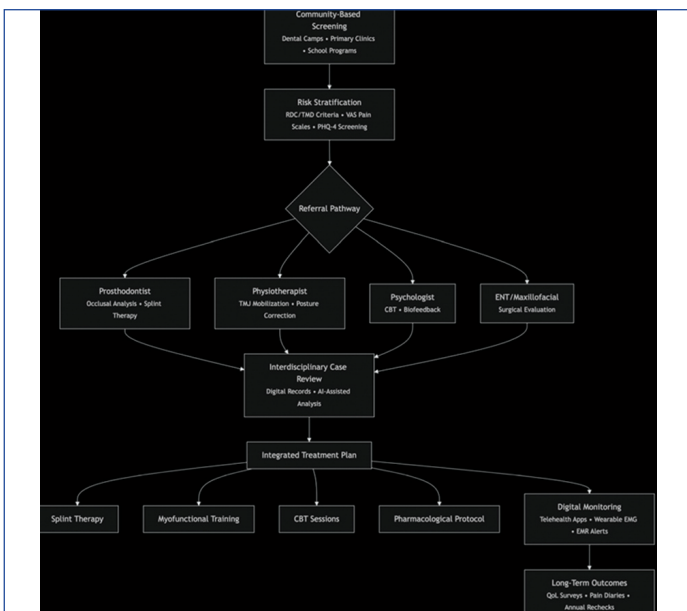 Community-Based
Screening
Dental Camps • Primary Clinics
• School Programs
Risk Stratification
RDC/TMD Criteria • VAS Pain
Scales • PHQ-4 Screening
Referral Pathway
Prosthodontist
Occlusal Analysis • Splint
Therapy
Physiotherapist
TMJ Mobilization • Posture
Correction
Psychologist
CBT • Biofeedback
ENT/Maxillofacial
Surgical Evaluation
Interdisciplinary Case
Review
Digital Records • AI-Assisted
Analysis
Integrated Treatment Plan
Splint Therapy
Myofunctional Training
CBT Sessions
Pharmacological Protocol
Digital Monitoring
Telehealth Apps • Wearable EMG
• EMR Alerts
Long-Term Outcomes
QoL Surveys • Pain Diaries •
Annual Rechecks